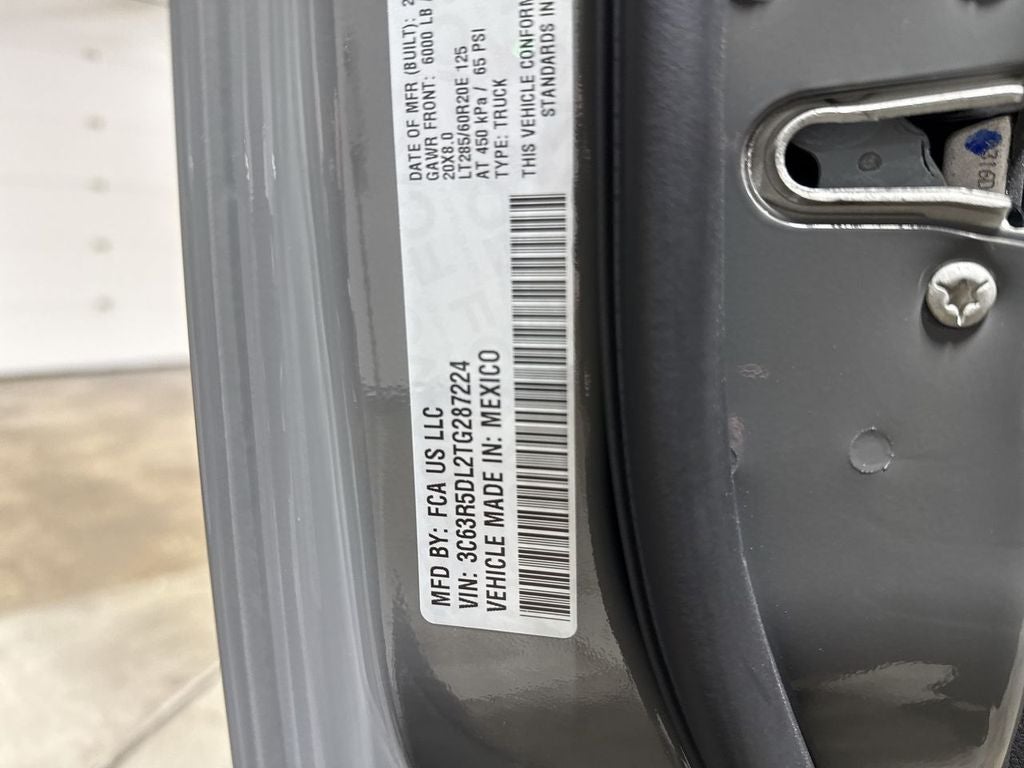 MFD BY: FCA US LLC
VIN: 3C63R5DL2TG287224
VEHICLE MADE IN: MEXICO
DATE OF MFR (BUILT):
GAWR FRONT: 6000 LB
20X8.0
LT285/60R20E 125
AT 450 kPa / 65 PSI
TYPE: TRUCK
THIS VEHICLE CONFORM
STANDARDS IN